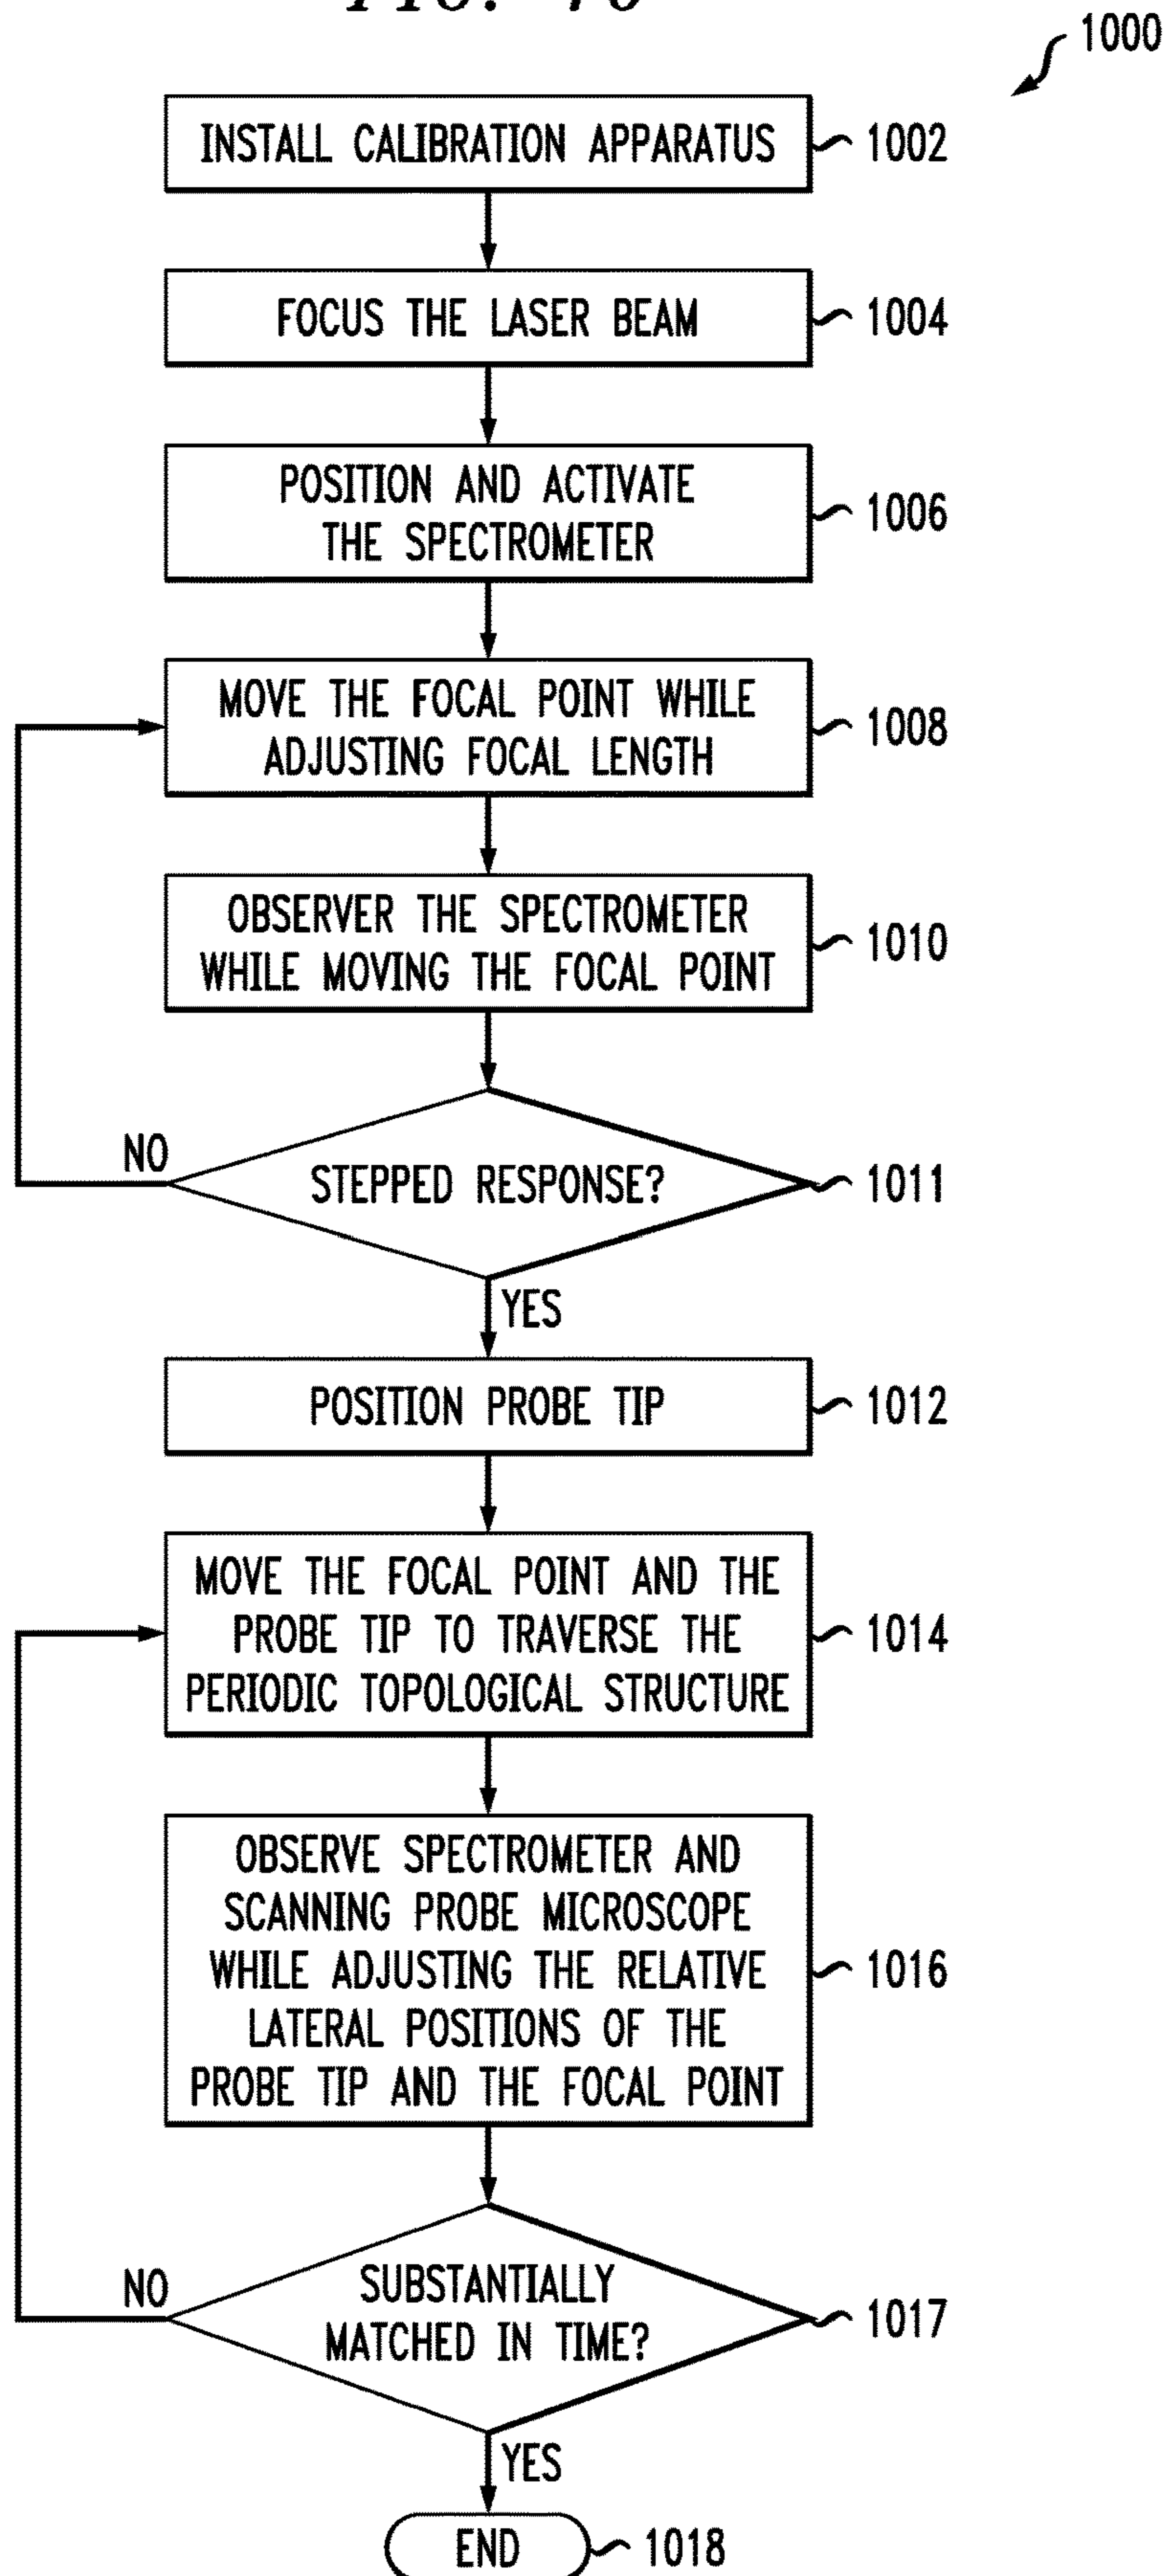 FIG. 10
1000
INSTALL CALIBRATION APPARATUS
1002
FOCUS THE LASER BEAM
1004
POSITION AND ACTIVATE
THE SPECTROMETER
1006
MOVE THE FOCAL POINT WHILE
ADJUSTING FOCAL LENGTH
1008
OBSERVER THE SPECTROMETER
WHILE MOVING THE FOCAL POINT
1010
NO
STEPPED RESPONSE?
1011
YES
POSITION PROBE TIP
1012
MOVE THE FOCAL POINT AND THE
PROBE TIP TO TRAVERSE THE
PERIODIC TOPOLOGICAL STRUCTURE
1014
OBSERVE SPECTROMETER AND
SCANNING PROBE MICROSCOPE
WHILE ADJUSTING THE RELATIVE
LATERAL POSITIONS OF THE
PROBE TIP AND THE FOCAL POINT
1016
NO
SUBSTANTIALLY
MATCHED IN TIME?
1017
YES
END
1018